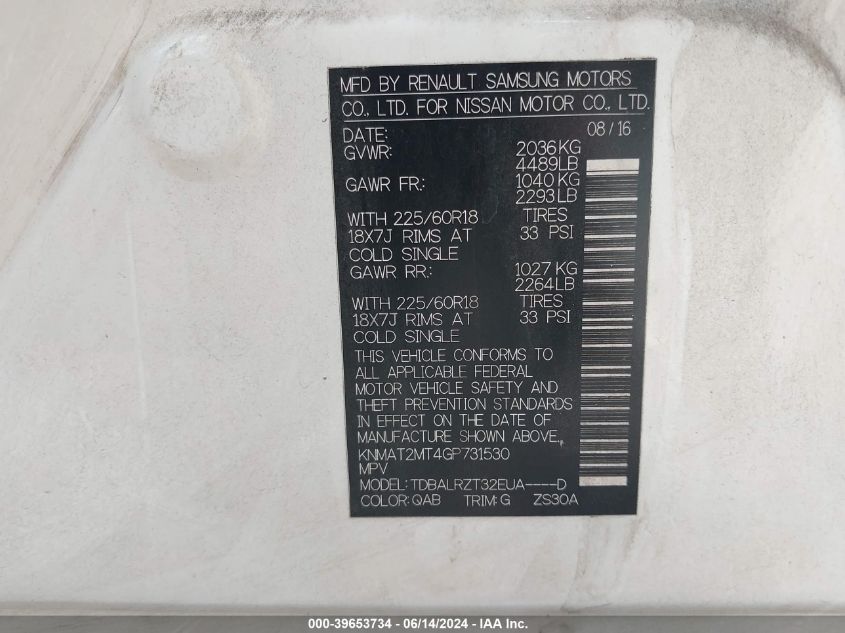 MFD BY RENAULT SAMSUNG MOTORS
CO., LTD. FOR NISSAN MOTOR CO., LTD.
DATE: 08/16
GVWR: 2036KG
4489LB
GAWR FR: 1040KG
2293LB
WITH 225/60R18 TIRES
18X7J RIMS AT 33 PSI
COLD SINGLE
GAWR RR: 1027KG
2264LB
WITH 225/60R18 TIRES
18X7J RIMS AT 33 PSI
COLD SINGLE
THIS VEHICLE CONFORMS TO
ALL APPLICABLE FEDERAL
MOTOR VEHICLE SAFETY AND
THEFT PREVENTION STANDARDS
IN EFFECT ON THE DATE OF
MANUFACTURE SHOWN ABOVE.
KNMAT2MT4GP731530
MPV
MODEL: TDBALRZT32EUA----D
COLOR: QAB TRIM: G ZS30A
000-39653734 - 06/14/2024 - IAA Inc.